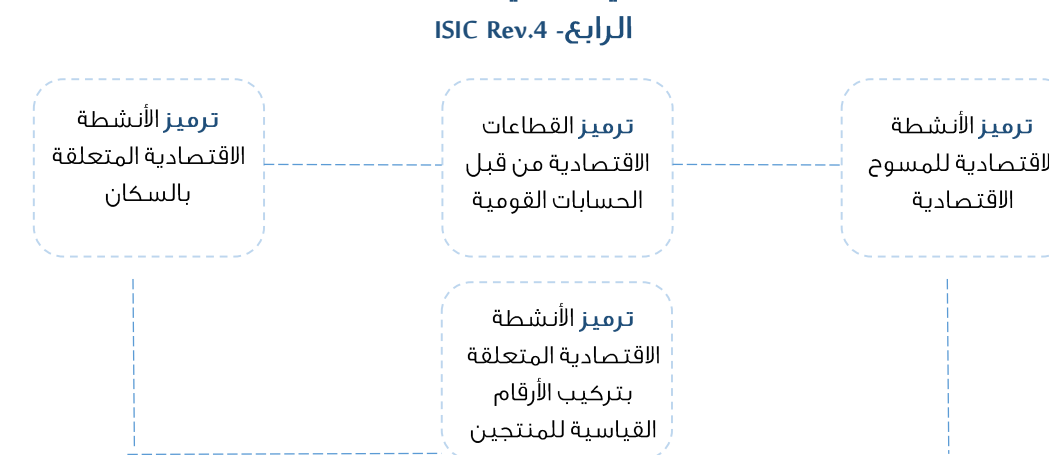 الرابع- ISIC Rev.4
ترميز الأنشطة
الاقتصادية للمسوح
الاقتصادية
ترميز القطاعات
الاقتصادية من قبل
الحسابات القومية
ترميز الأنشطة
الاقتصادية المتعلقة
بالسكان
ترميز الأنشطة
الاقتصادية المتعلقة
بتركيب الأرقام
القياسية للمنتجين